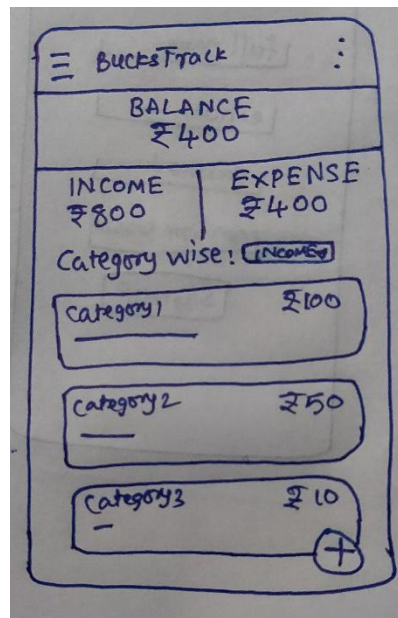 BucksTrack
BALANCE
₹400
INCOME EXPENSE
₹800 ₹400
Category wise: INCOME
Category1 ₹100
Category2 ₹50
Category3 ₹10
+